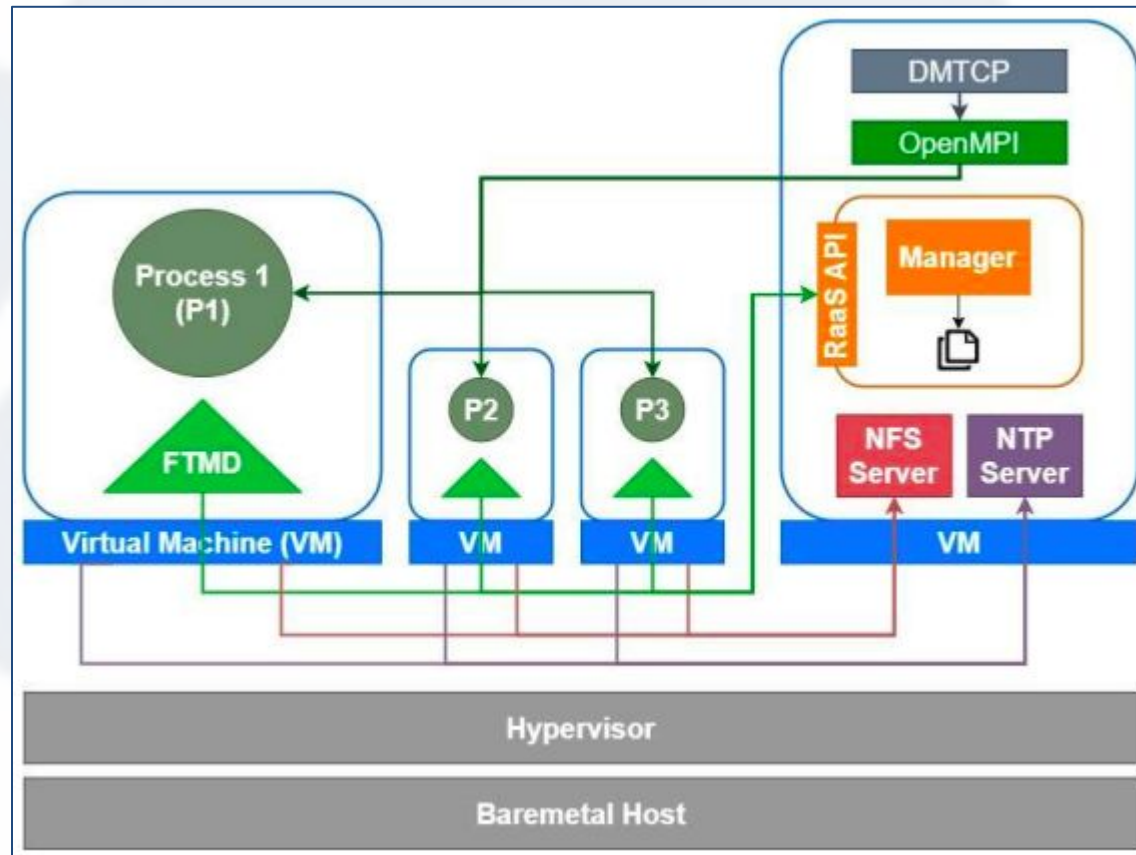 DMTCP
OpenMPI
RaaS API
Manager
Process 1
(P1)
P2
P3
FTMD
NFS
Server
NTP
Server
Virtual Machine (VM)
VM
VM
VM
Hypervisor
Baremetal Host